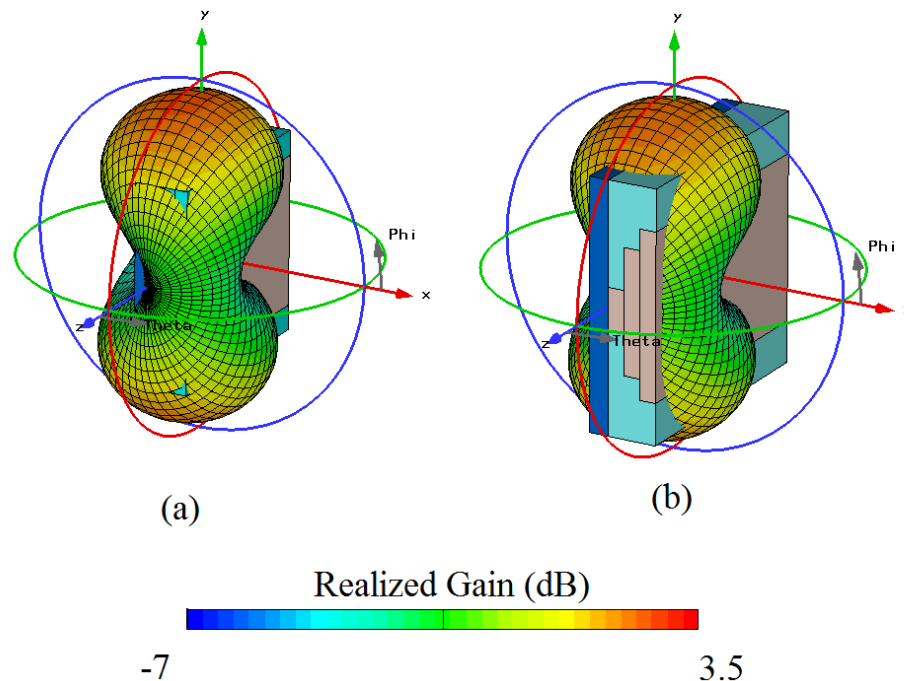 y
Phi
x
z
Theta
(a)
y
Phi
z
Theta
(b)
Realized Gain (dB)
-7
3.5